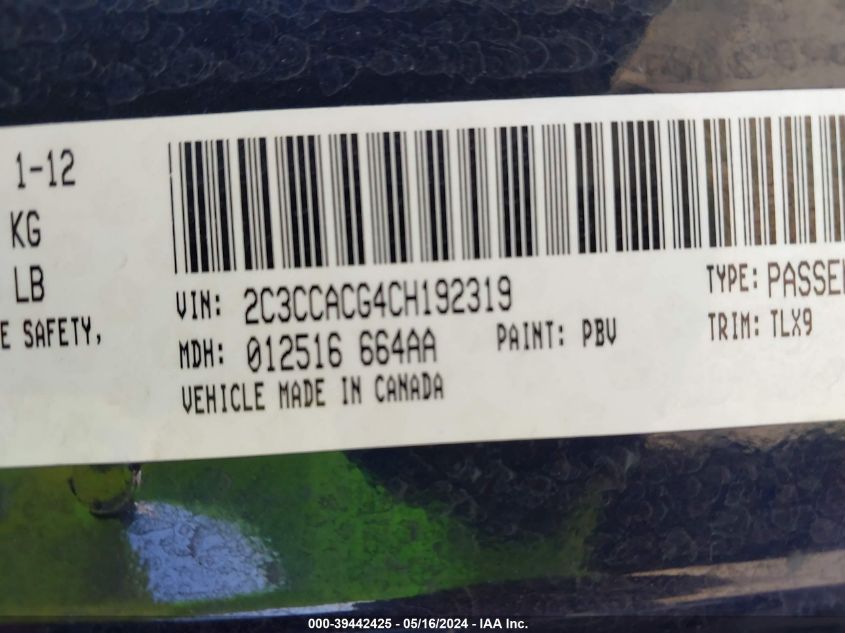 1-12
KG
LB
E SAFETY,
VIN: 2C3CCACG4CH192319
TYPE: PASSEN
MDH: 012516 664AA
PAINT: PBV
TRIM: TLX9
VEHICLE MADE IN CANADA
000-39442425 - 05/16/2024 - IAA Inc.